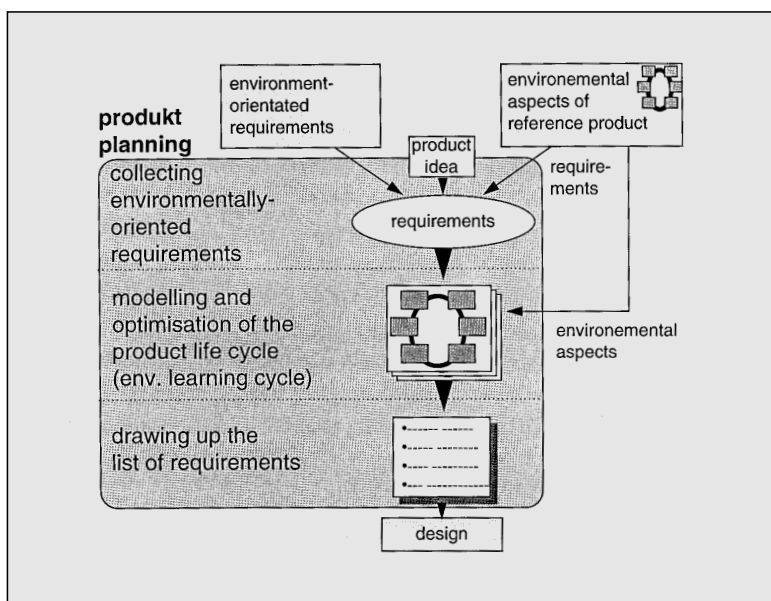 environment-
orientated
requirements
environemental
aspects of
reference product
produkt
planning
product
idea
require-
ments
collecting
environmentally-
oriented
requirements
requirements
modelling and
optimisation of the
product life cycle
(env. learning cycle)
environemental
aspects
drawing up the
list of requirements
design